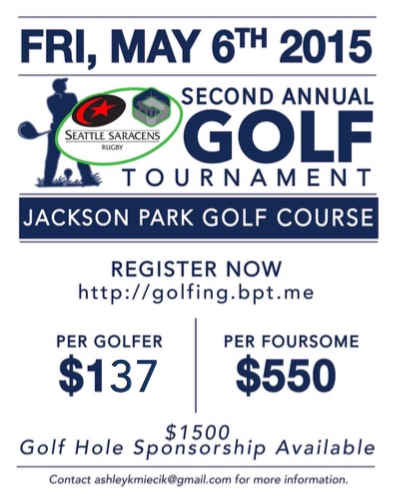 FRI, MAY 6TH 2015
SEATTLE SARACENS
RUGBY
SECOND ANNUAL
GOLF
TOURNAMENT
JACKSON PARK GOLF COURSE
REGISTER NOW
http://golfing.bpt.me
PER GOLFER
$137
PER FOURSOME
$550
$1500
Golf Hole Sponsorship Available
Contact ashleykmiecik@gmail.com for more information.